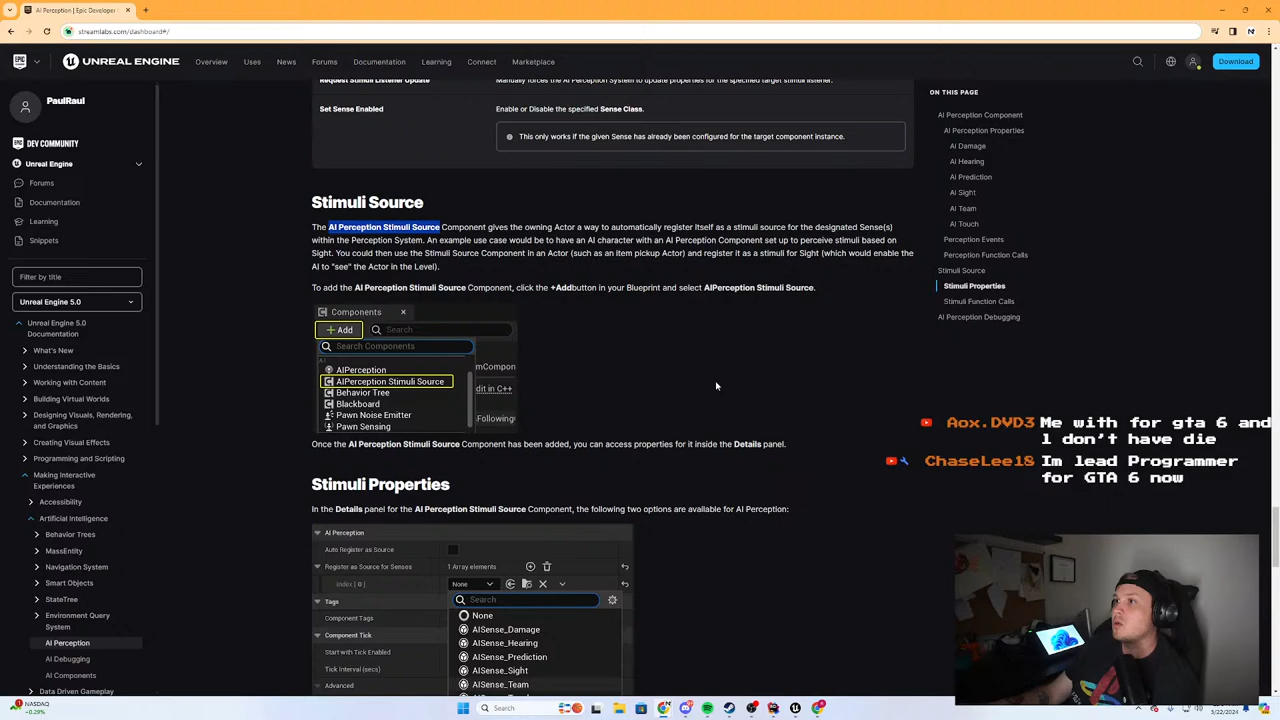 AI Perception | Epic Developer C
streamlabs.com/dashboard#/
UNREAL ENGINE
Overview
Uses
News
Forums
Documentation
Learning
Connect
Marketplace
Download
PaulRaul
DEV COMMUNITY
Unreal Engine
Forums
Documentation
Learning
Snippets
Filter by title
Unreal Engine 5.0
Unreal Engine 5.0
Documentation
What's New
Understanding the Basics
Working with Content
Building Virtual Worlds
Designing Visuals, Rendering,
and Graphics
Creating Visual Effects
Programming and Scripting
Making Interactive
Experiences
Accessibility
Artificial Intelligence
Behavior Trees
MassEntity
Navigation System
Smart Objects
StateTree
Environment Query
System
AI Perception
AI Debugging
AI Components
Data Driven Gameplay
Request Stimuli Listener Update
Manually forces the AI Perception System to update properties for the specified target stimuli listener.
Set Sense Enabled
Enable or Disable the specified Sense Class.
This only works if the given Sense has already been configured for the target component instance.
Stimuli Source
The AI Perception Stimuli Source Component gives the owning Actor a way to automatically register itself as a stimuli source for the designated Sense(s)
within the Perception System. An example use case would be to have an AI character with an AI Perception Component set up to perceive stimuli based on
Sight. You could then use the Stimuli Source Component in an Actor (such as an item pickup Actor) and register it as a stimuli for Sight (which would enable the
AI to "see" the Actor in the Level).
To add the AI Perception Stimuli Source Component, click the +Addbutton in your Blueprint and select AIPerception Stimuli Source.
Components
Add
Search
Search Components
AI
AIPerception
mCompon
AIPerception Stimuli Source
Behavior Tree
dit in C++
Blackboard
Pawn Noise Emitter
Following
Pawn Sensing
Once the AI Perception Stimuli Source Component has been added, you can access properties for it inside the Details panel.
Stimuli Properties
In the Details panel for the AI Perception Stimuli Source Component, the following two options are available for AI Perception:
AI Perception
Auto Register as Source
Register as Source for Senses
1 Array elements
Index [ 0 ]
None
Search
Tags
None
Component Tags
AISense_Damage
Component Tick
AISense_Hearing
Start with Tick Enabled
AISense_Prediction
Tick Interval (secs)
AISense_Sight
Advanced
AISense_Team
ON THIS PAGE
AI Perception Component
AI Perception Properties
AI Damage
AI Hearing
AI Prediction
AI Sight
AI Team
AI Touch
Perception Events
Perception Function Calls
Stimuli Source
Stimuli Properties
Stimuli Function Calls
AI Perception Debugging
Aox.DVD3 Me with for gta 6 and
I don't have die
ChaseLee18 Im lead Programmer
for GTA 6 now
NASDAQ
+0.29%
Search
3/22/2024